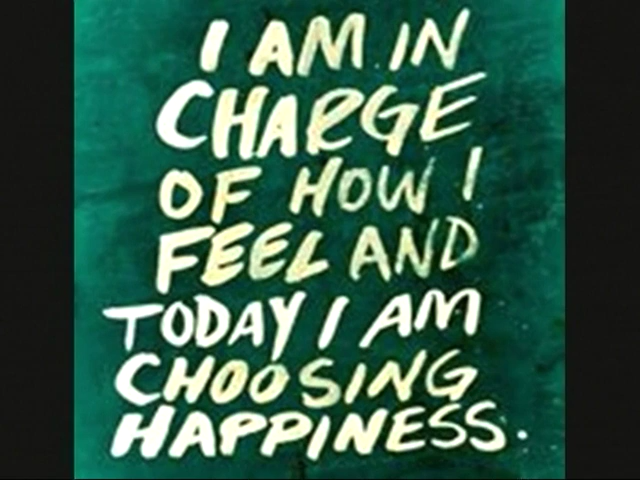 I AM IN
CHARGE
OF HOW I
FEEL AND
TODAY I AM
CHOOSING
HAPPINESS.